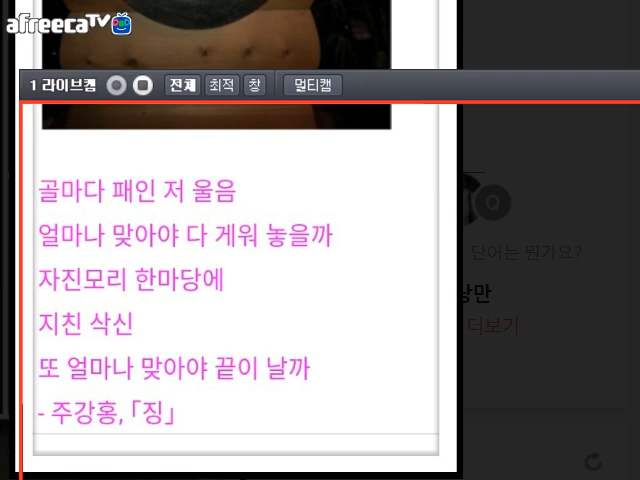 afreecaTV
1 라이브캠 전체 최적 창 멀티캠
골마다 패인 저 울음
얼마나 맞아야 다 게워 놓을까
자진모리 한마당에
지친 삭신
또 얼마나 맞아야 끝이 날까
- 주강홍, 「징」
Q
단어는 뭔가요?
더보기